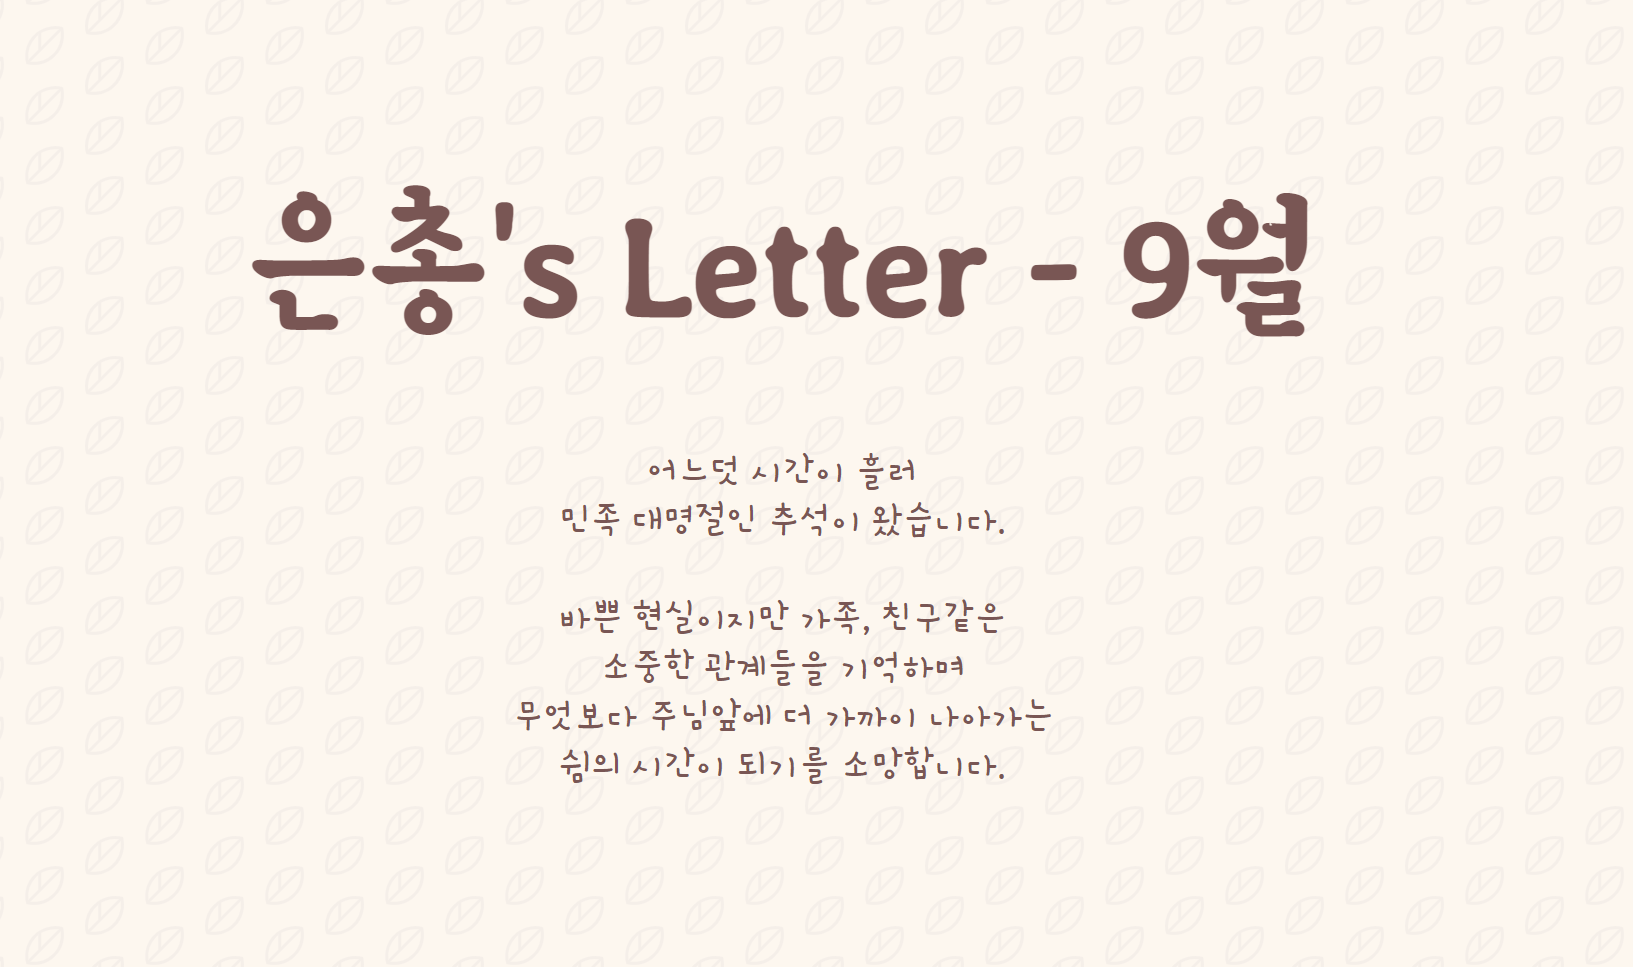 은총's Letter - 9월
어느덧 시간이 흘러
민족 대명절인 추석이 왔습니다.
바쁜 현실이지만 가족, 친구같은
소중한 관계들을 기억하며
무엇보다 주님앞에 더 가까이 나아가는
쉼의 시간이 되기를 소망합니다.